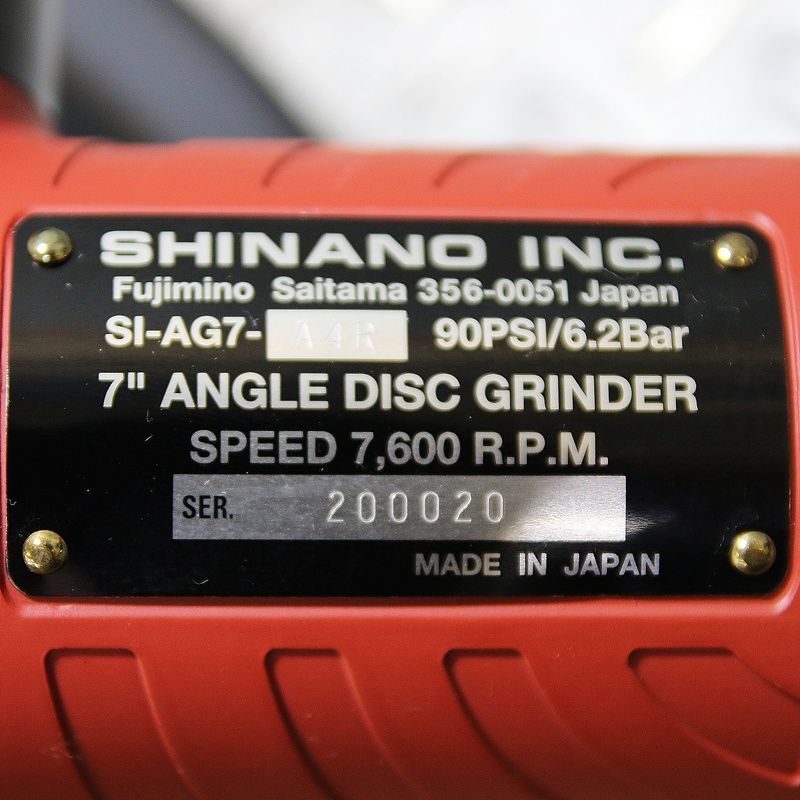 SHINANO INC.
Fujimino Saitama 356-0051 Japan
SI-AG7- A4R 90PSI/6.2Bar
7" ANGLE DISC GRINDER
SPEED 7,600 R.P.M.
SER. 200020
MADE IN JAPAN